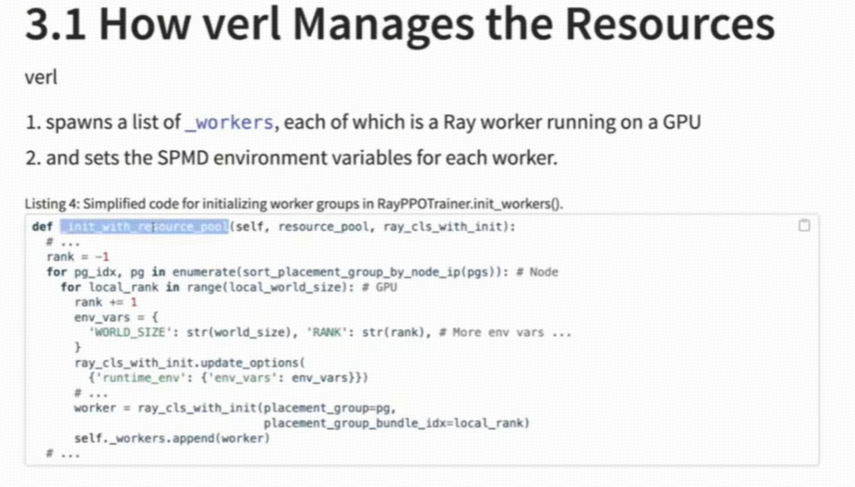 3.1 How verl Manages the Resources
verl
1. spawns a list of _workers, each of which is a Ray worker running on a GPU
2. and sets the SPMD environment variables for each worker.
Listing 4: Simplified code for initializing worker groups in RayPPOTrainer.init_workers().
def _init_with_resource_pool(self, resource_pool, ray_cls_with_init):
  # ...
  rank = -1
  for pg_idx, pg in enumerate(sort_placement_group_by_node_ip(pgs)): # Node
    for local_rank in range(local_world_size): # GPU
      rank += 1
      env_vars = {
        'WORLD_SIZE': str(world_size), 'RANK': str(rank), # More env vars ...
      }
      ray_cls_with_init.update_options(
        {'runtime_env': {'env_vars': env_vars}})
      # ...
      worker = ray_cls_with_init(placement_group=pg,
                                 placement_group_bundle_idx=local_rank)
      self._workers.append(worker)
  # ...